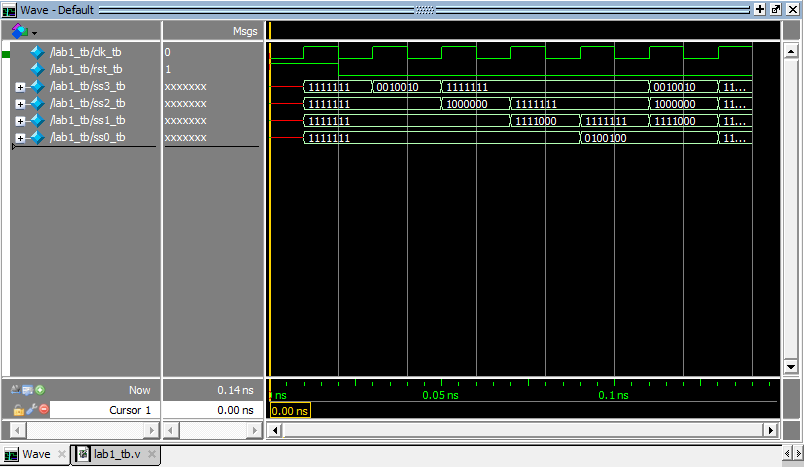 Wave - Default
Msgs
/lab1_tb/clk_tb 0
/lab1_tb/rst_tb 1
/lab1_tb/ss3_tb xxxxxxx 1111111 0010010 1111111 0010010 11...
/lab1_tb/ss2_tb xxxxxxx 1111111 1000000 1111111 1000000 11...
/lab1_tb/ss1_tb xxxxxxx 1111111 1111000 1111111 1111000 11...
/lab1_tb/ss0_tb xxxxxxx 1111111 0100100 11...
Now 0.14 ns ns 0.05 ns 0.1 ns
Cursor 1 0.00 ns 0.00 ns
Wave lab1_tb.v